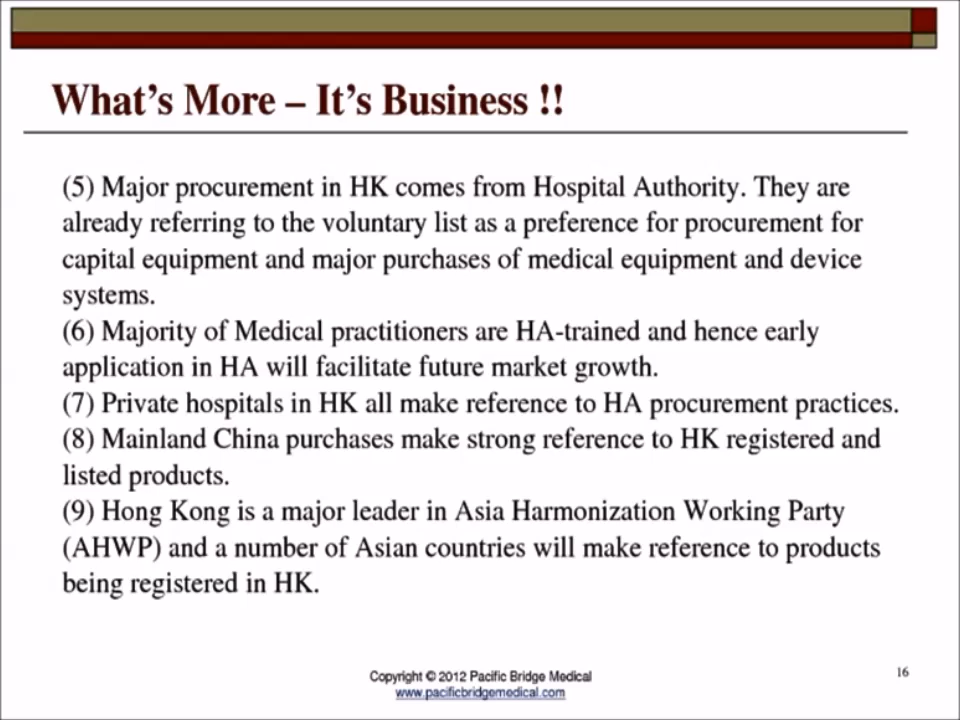 What's More – It's Business !!
(5) Major procurement in HK comes from Hospital Authority. They are
already referring to the voluntary list as a preference for procurement for
capital equipment and major purchases of medical equipment and device
systems.
(6) Majority of Medical practitioners are HA-trained and hence early
application in HA will facilitate future market growth.
(7) Private hospitals in HK all make reference to HA procurement practices.
(8) Mainland China purchases make strong reference to HK registered and
listed products.
(9) Hong Kong is a major leader in Asia Harmonization Working Party
(AHWP) and a number of Asian countries will make reference to products
being registered in HK.
Copyright © 2012 Pacific Bridge Medical
www.pacificbridgemedical.com
16